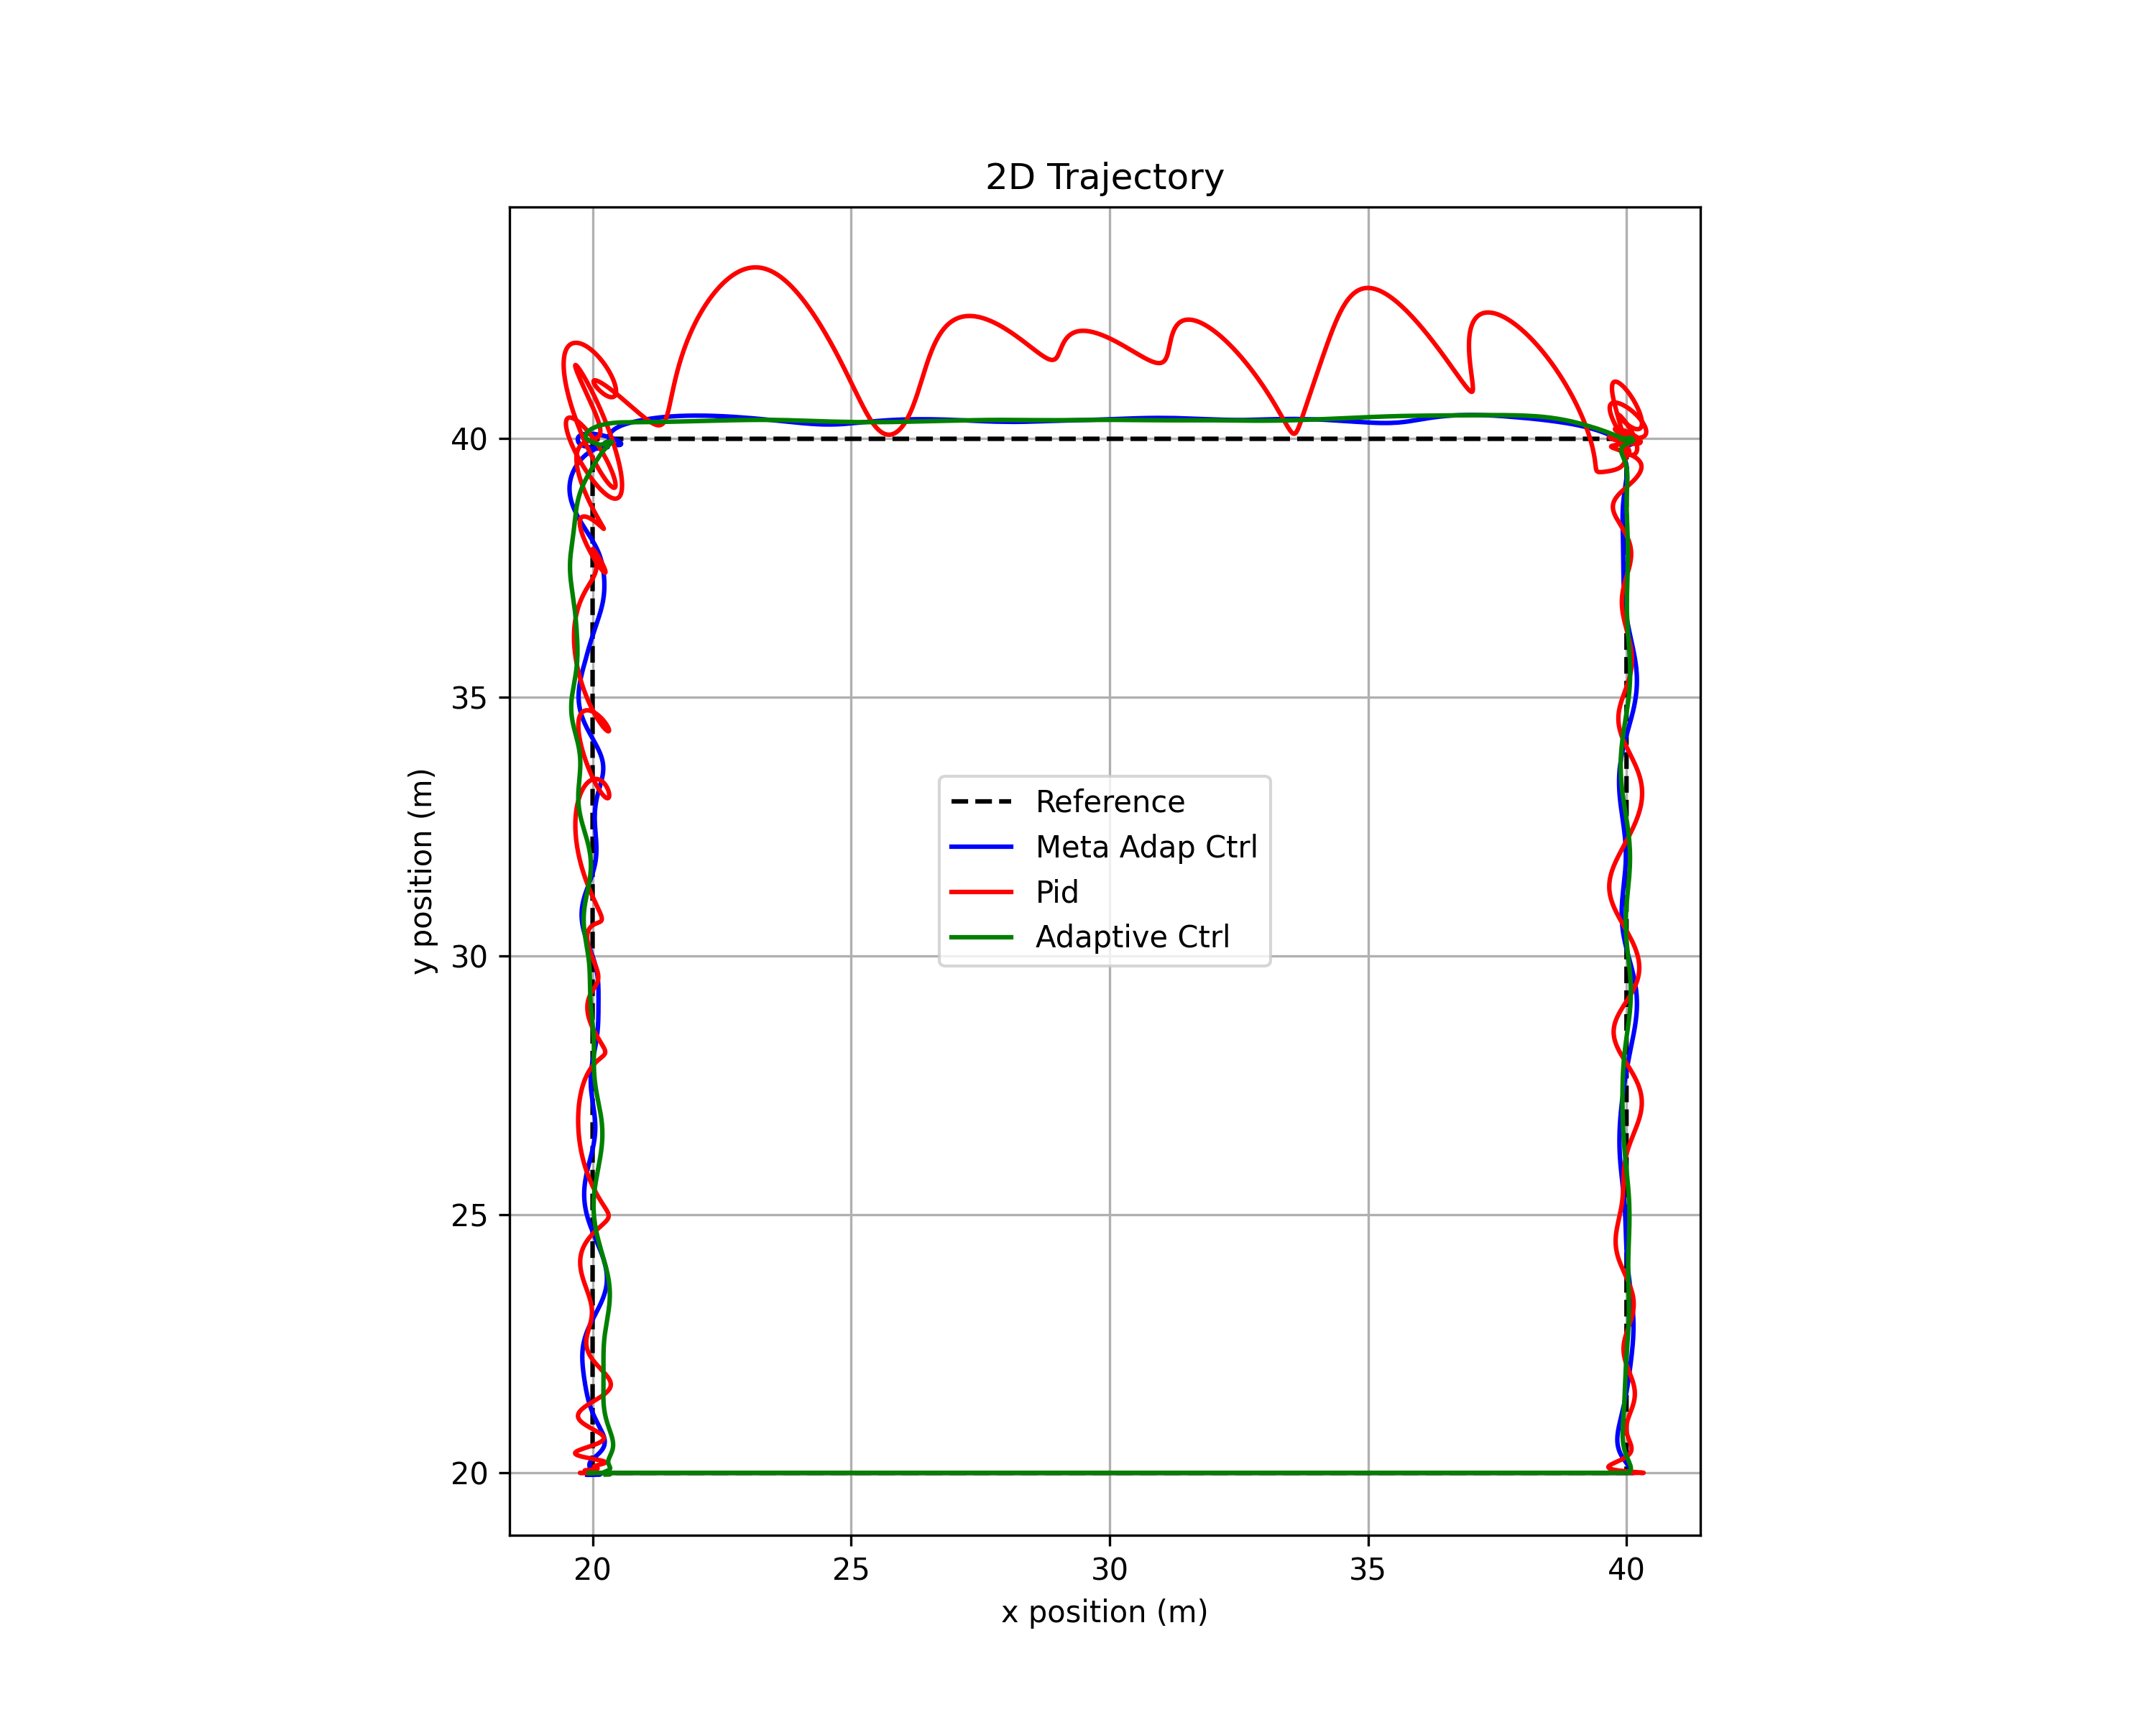 2D Trajectory
40
35
30
25
20
y position (m)
Reference
Meta Adap Ctrl
Pid
Adaptive Ctrl
20 25 30 35 40
x position (m)